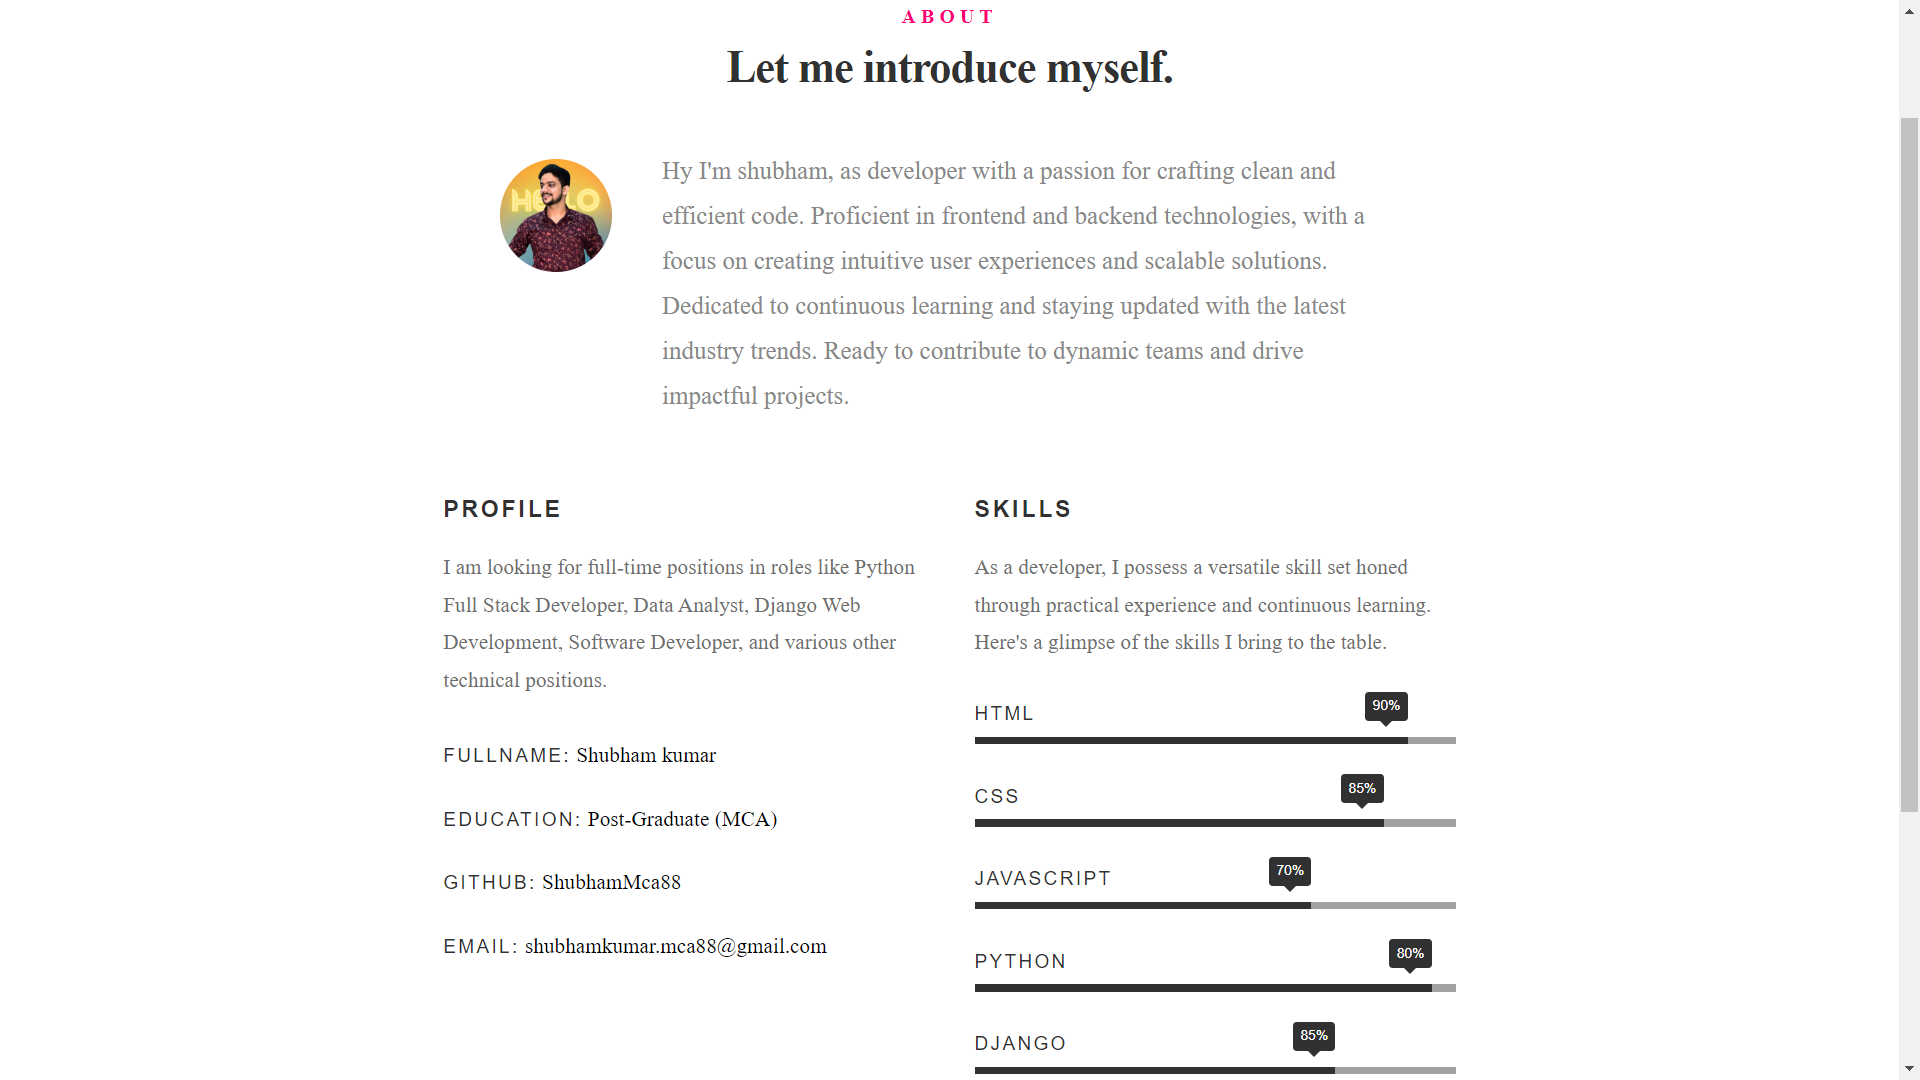 ABOUT
Let me introduce myself.
HELLO
Hy I'm shubham, as developer with a passion for crafting clean and
efficient code. Proficient in frontend and backend technologies, with a
focus on creating intuitive user experiences and scalable solutions.
Dedicated to continuous learning and staying updated with the latest
industry trends. Ready to contribute to dynamic teams and drive
impactful projects.
PROFILE
I am looking for full-time positions in roles like Python
Full Stack Developer, Data Analyst, Django Web
Development, Software Developer, and various other
technical positions.
FULLNAME: Shubham kumar
EDUCATION: Post-Graduate (MCA)
GITHUB: ShubhamMca88
EMAIL: shubhamkumar.mca88@gmail.com
SKILLS
As a developer, I possess a versatile skill set honed
through practical experience and continuous learning.
Here's a glimpse of the skills I bring to the table.
HTML 90%
CSS 85%
JAVASCRIPT 70%
PYTHON 80%
DJANGO 85%